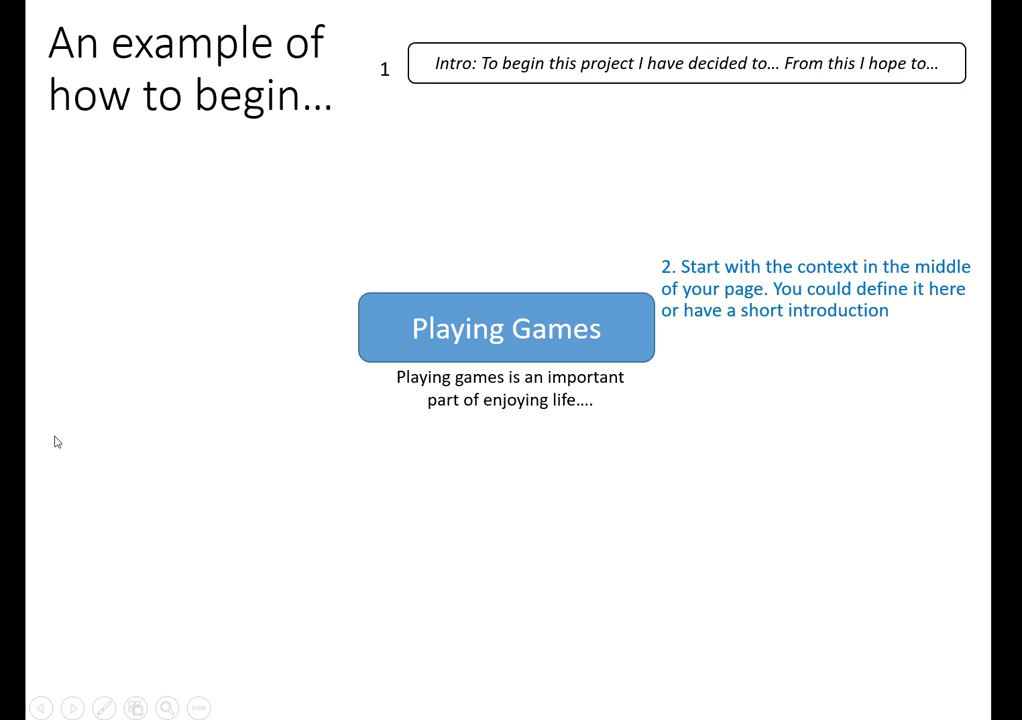 An example of
how to begin...
1
Intro: To begin this project I have decided to... From this I hope to...
2. Start with the context in the middle
of your page. You could define it here
or have a short introduction
Playing Games
Playing games is an important
part of enjoying life....